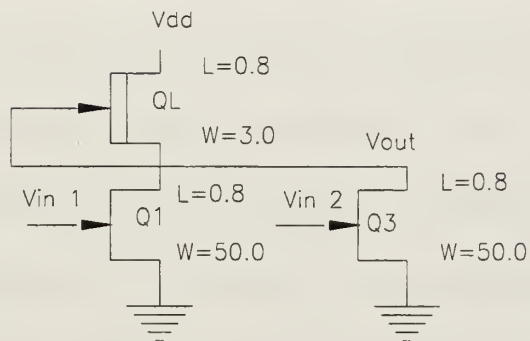 Vdd
L=0.8
QL
W=3.0
Vout
Vin 1
L=0.8
Q1
W=50.0
Vin 2
L=0.8
Q3
W=50.0